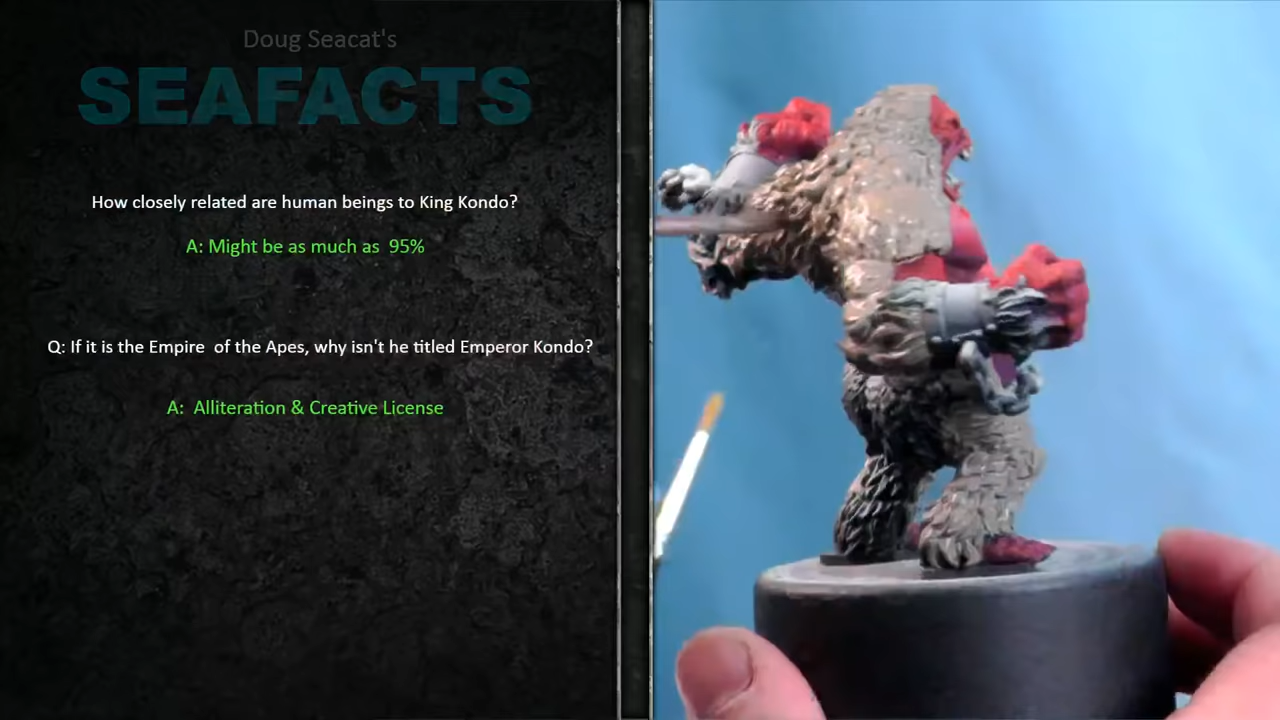 Doug Seacat's
SEAFACTS
How closely related are human beings to King Kondo?
A: Might be as much as 95%
Q: If it is the Empire of the Apes, why isn't he titled Emperor Kondo?
A: Alliteration & Creative License